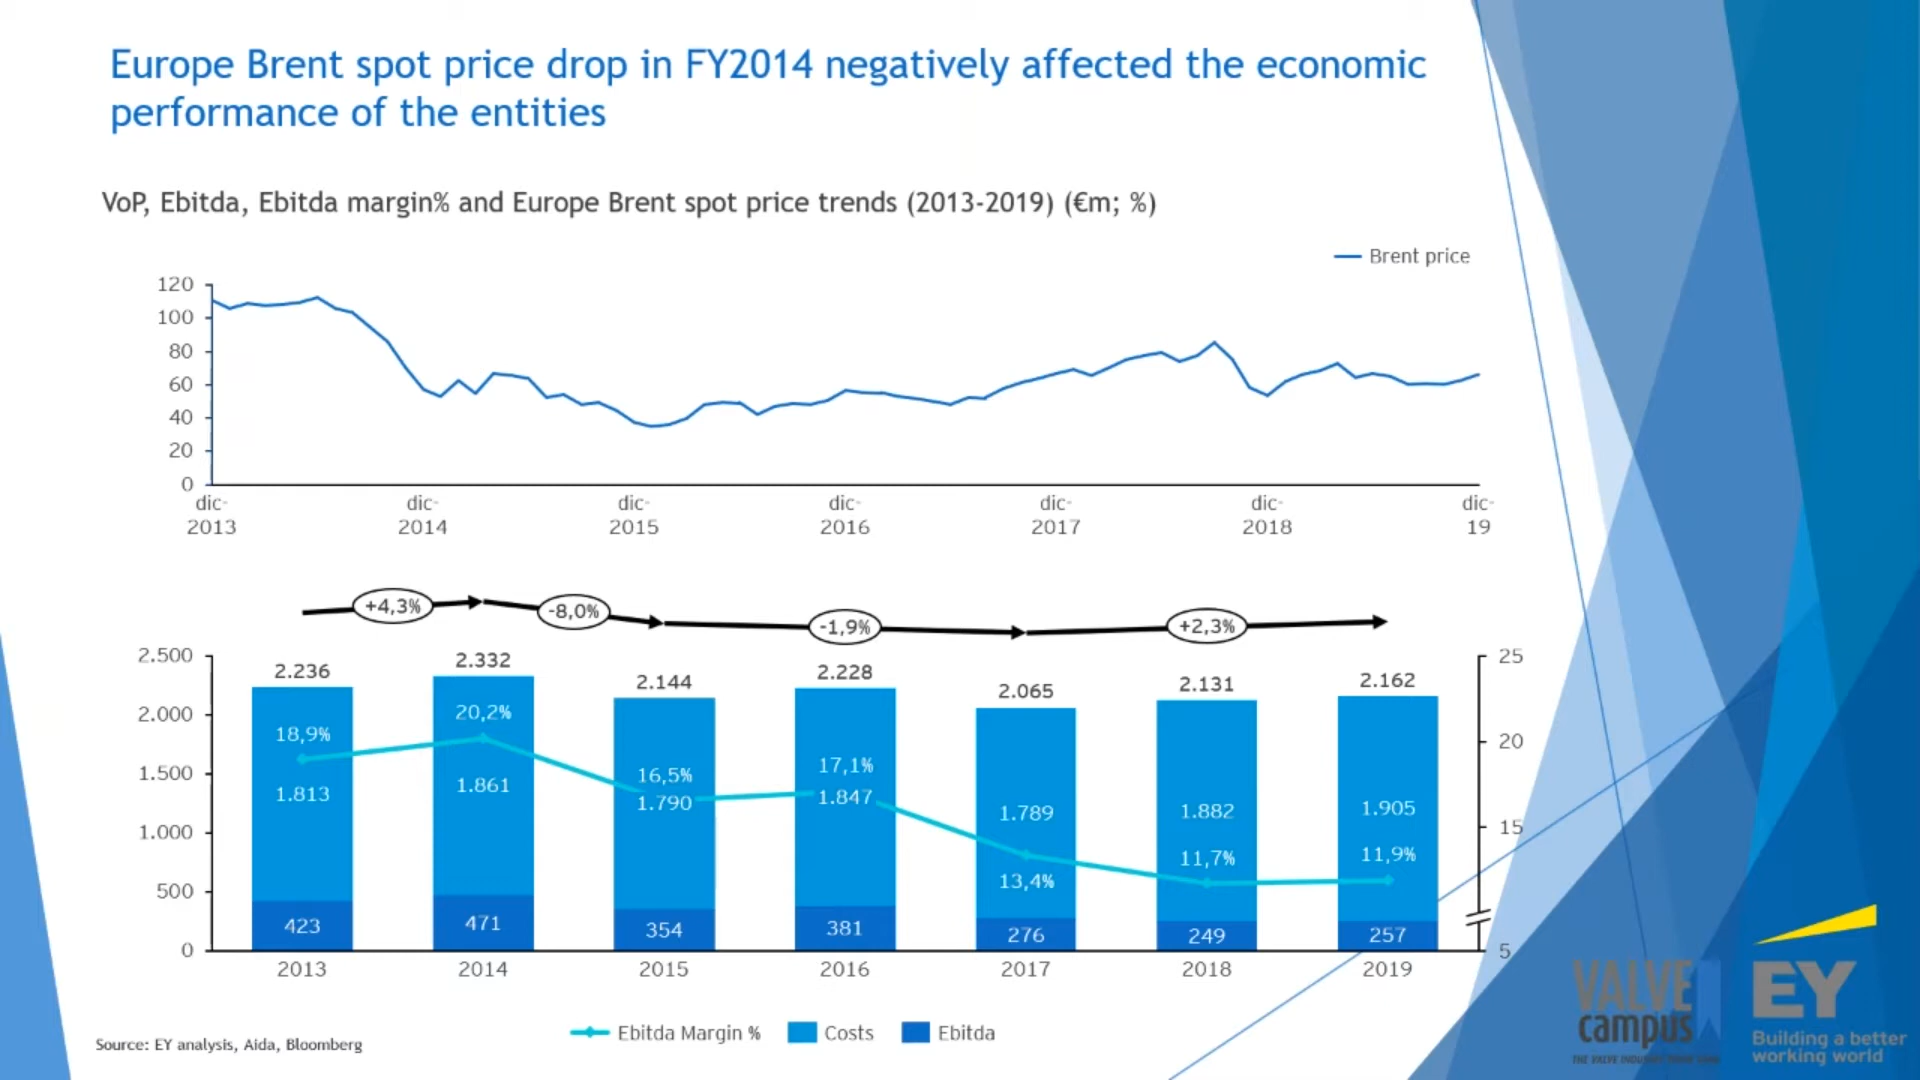 Europe Brent spot price drop in FY2014 negatively affected the economic
performance of the entities
VoP, Ebitda, Ebitda margin% and Europe Brent spot price trends (2013-2019) (€m; %)
Brent price
120
100
80
60
40
20
0
dic- dic- dic- dic- dic- dic- dic-
2013 2014 2015 2016 2017 2018 19
+4,3% -8,0% -1,9% +2,3%
2.500
2.000
1.500
1.000
500
0
25
20
15
5
2.236 2.332 2.144 2.228 2.065 2.131 2.162
18,9% 20,2% 16,5% 17,1% 13,4% 11,7% 11,9%
1.813 1.861 1.790 1.847 1.789 1.882 1.905
423 471 354 381 276 249 257
2013 2014 2015 2016 2017 2018 2019
Ebitda Margin % Costs Ebitda
Source: EY analysis, Aida, Bloomberg
VALVE
campus
THE VALVE
EY
Building a better
working world